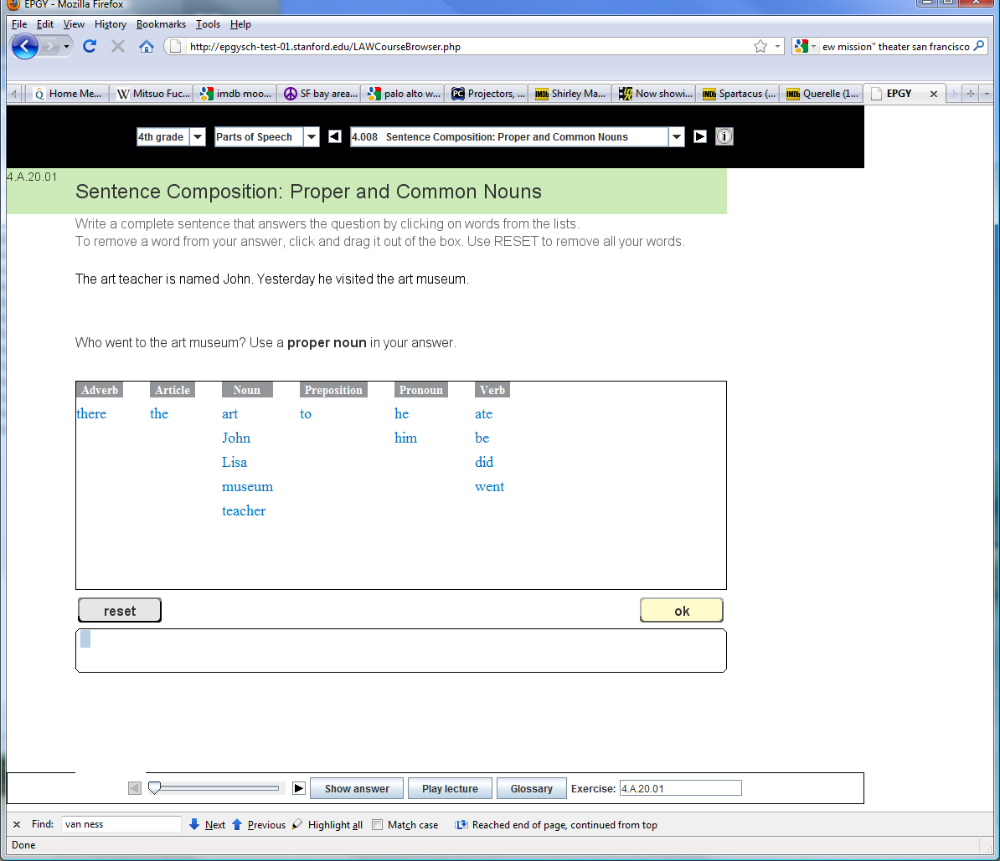 EPGY - Mozilla Firefox
File Edit View History Bookmarks Tools Help
http://epgysch-test-01.stanford.edu/LAWCourseBrowser.php ew mission" theater san francisco
Home Me... Mitsuo Fuc... imdb moo... SF bay area... palo alto w... Projectors, ... Shirley Ma... Now showi... Spartacus (... Querelle (1... EPGY
4th grade Parts of Speech 4.008 Sentence Composition: Proper and Common Nouns
4.A.20.01
Sentence Composition: Proper and Common Nouns
Write a complete sentence that answers the question by clicking on words from the lists.
To remove a word from your answer, click and drag it out of the box. Use RESET to remove all your words.
The art teacher is named John. Yesterday he visited the art museum.
Who went to the art museum? Use a proper noun in your answer.
Adverb Article Noun Preposition Pronoun Verb
there the art to he ate
John him be
Lisa did
museum went
teacher
reset ok
Show answer Play lecture Glossary Exercise: 4.A.20.01
Find: van ness Next Previous Highlight all Match case Reached end of page, continued from top
Done